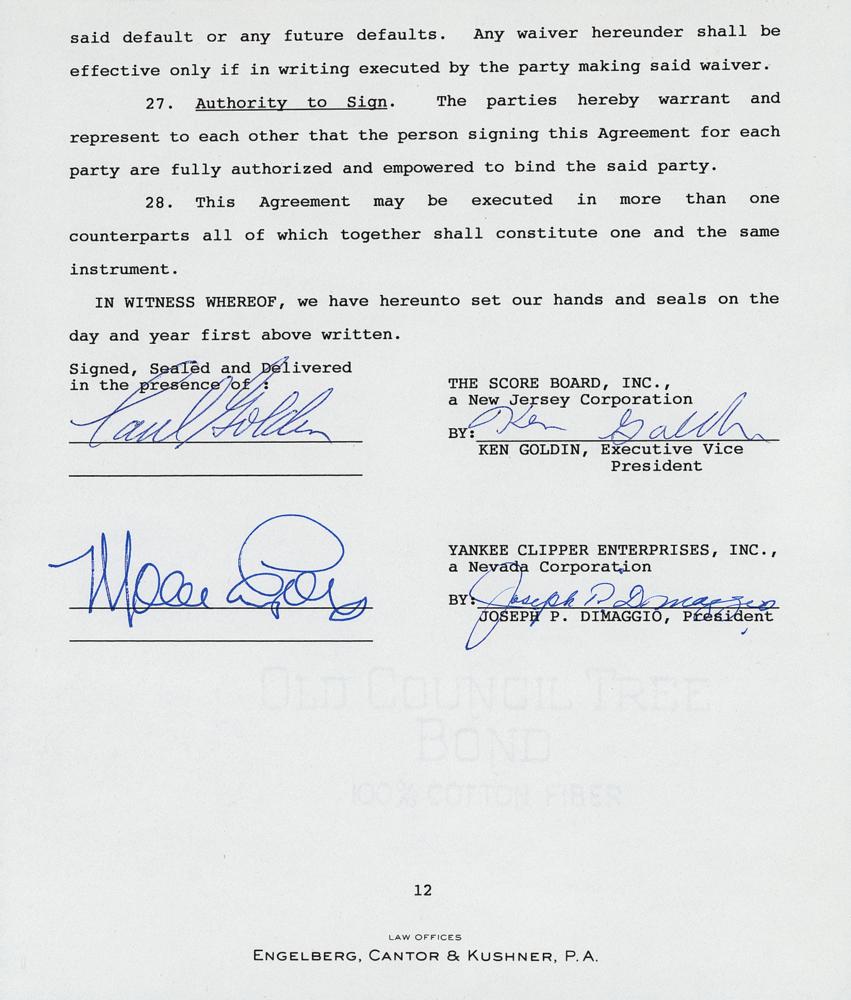 said default or any future defaults. Any waiver hereunder shall be
effective only if in writing executed by the party making said waiver.
27. Authority to Sign. The parties hereby warrant and
represent to each other that the person signing this Agreement for each
party are fully authorized and empowered to bind the said party.
28. This Agreement may be executed in more than one
counterparts all of which together shall constitute one and the same
instrument.
IN WITNESS WHEREOF, we have hereunto set our hands and seals on the
day and year first above written.
Signed, Sealed and Delivered
in the presence of :
Paul Goldin
THE SCORE BOARD, INC.,
a New Jersey Corporation
BY: Ken Goldin
KEN GOLDIN, Executive Vice
President
YANKEE CLIPPER ENTERPRISES, INC.,
a Nevada Corporation
BY: Joseph P. DiMaggio
JOSEPH P. DIMAGGIO, President
OLD COUNCIL TREE
BOND
100% COTTON FIBER
12
LAW OFFICES
ENGELBERG, CANTOR & KUSHNER, P.A.